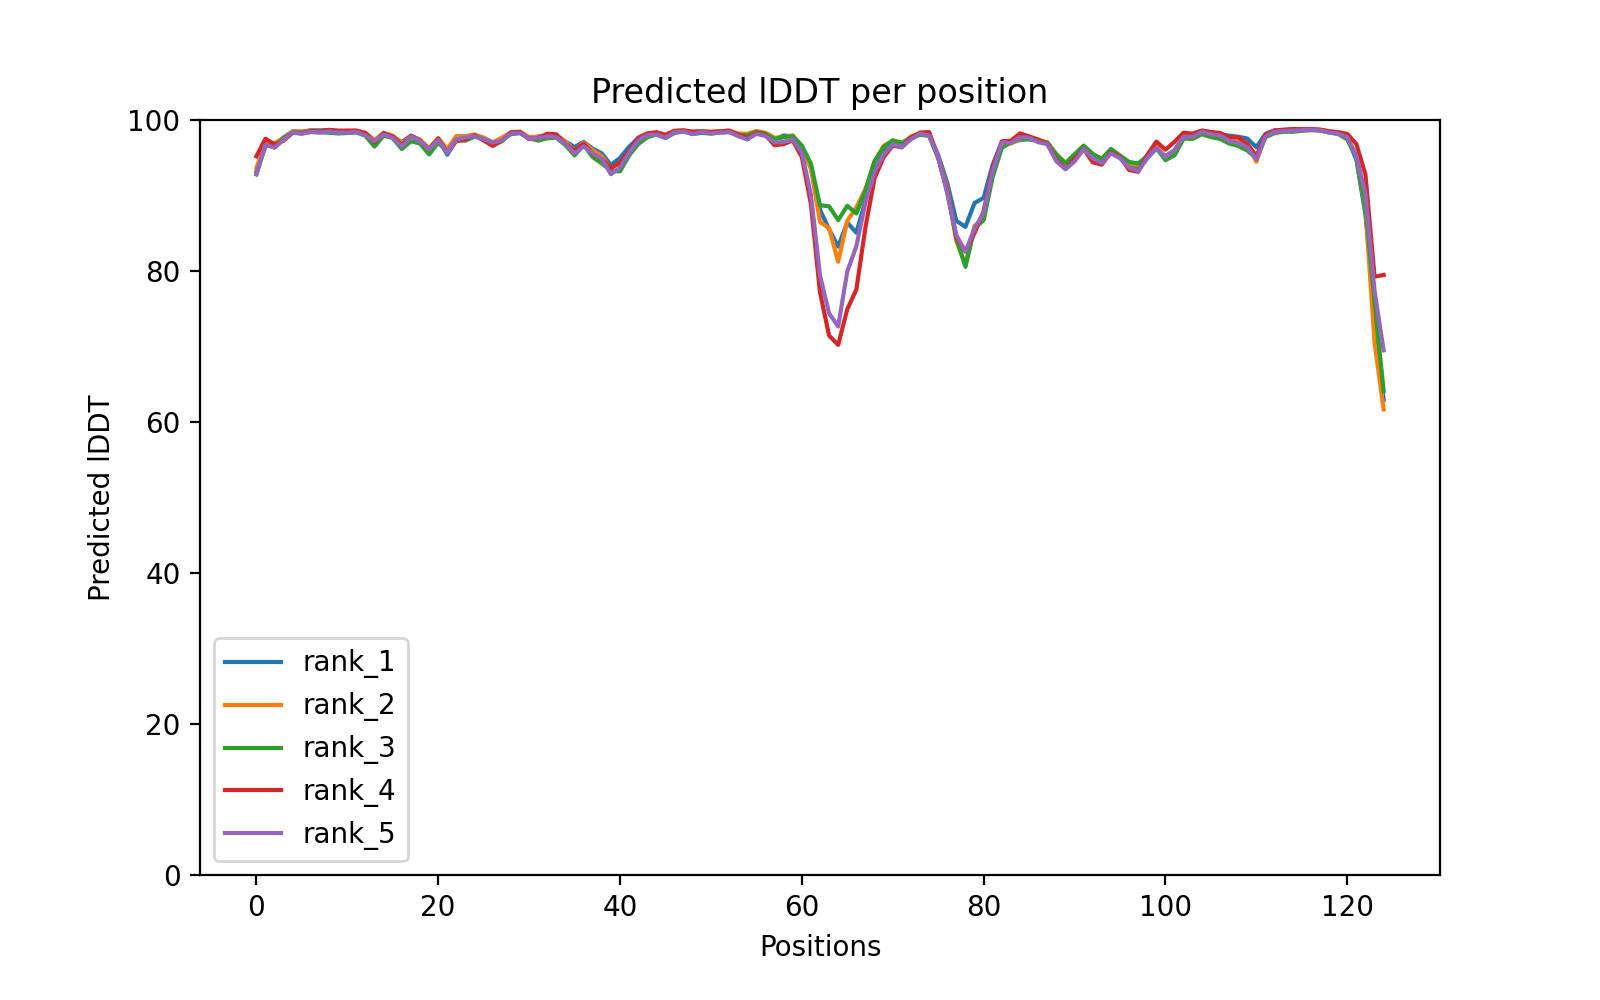 Predicted lDDT per position
100
80
60
40
20
0
Predicted lDDT
rank_1
rank_2
rank_3
rank_4
rank_5
0 20 40 60 80 100 120
Positions